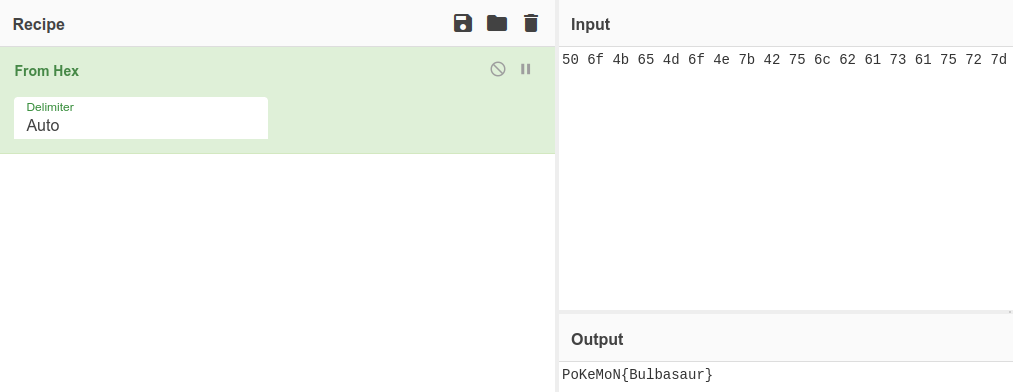 Recipe
From Hex
Delimiter
Auto
Input
50 6f 4b 65 4d 6f 4e 7b 42 75 6c 62 61 73 61 75 72 7d
Output
PoKeMoN{Bulbasaur}